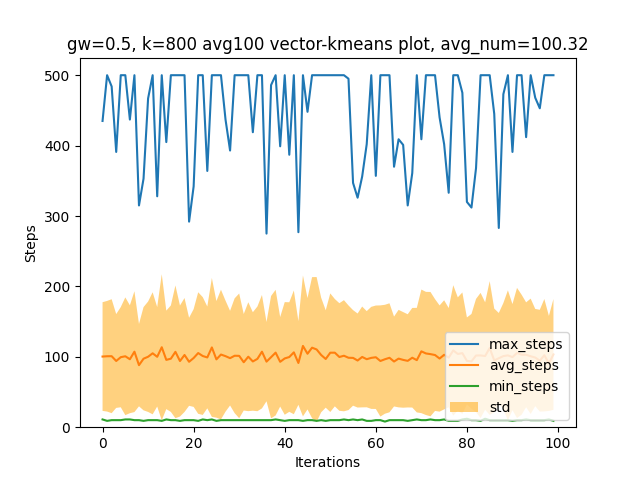 gw=0.5, k=800 avg100 vector-kmeans plot, avg_num=100.32
500
400
300
200
100
0
Steps
0 20 40 60 80 100
Iterations
max_steps
avg_steps
min_steps
std